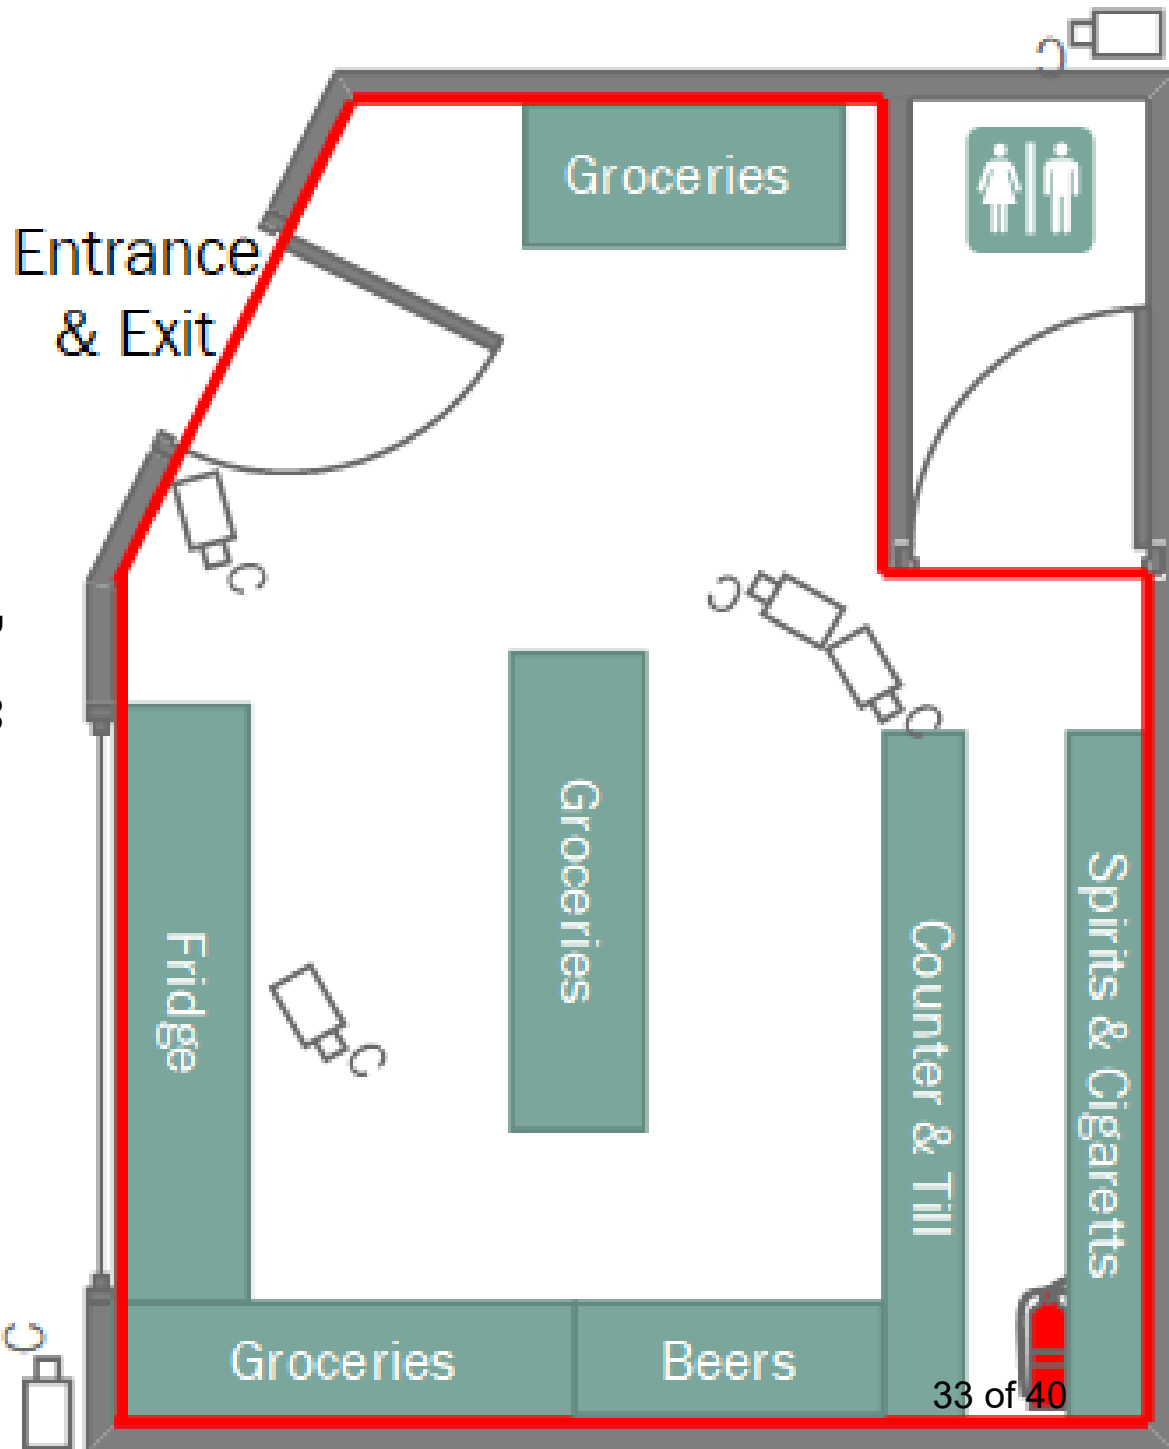 Groceries
Entrance
& Exit
Groceries
Fridge
Counter & Till
Spirits & Cigaretts
Groceries
Beers
33 of 40